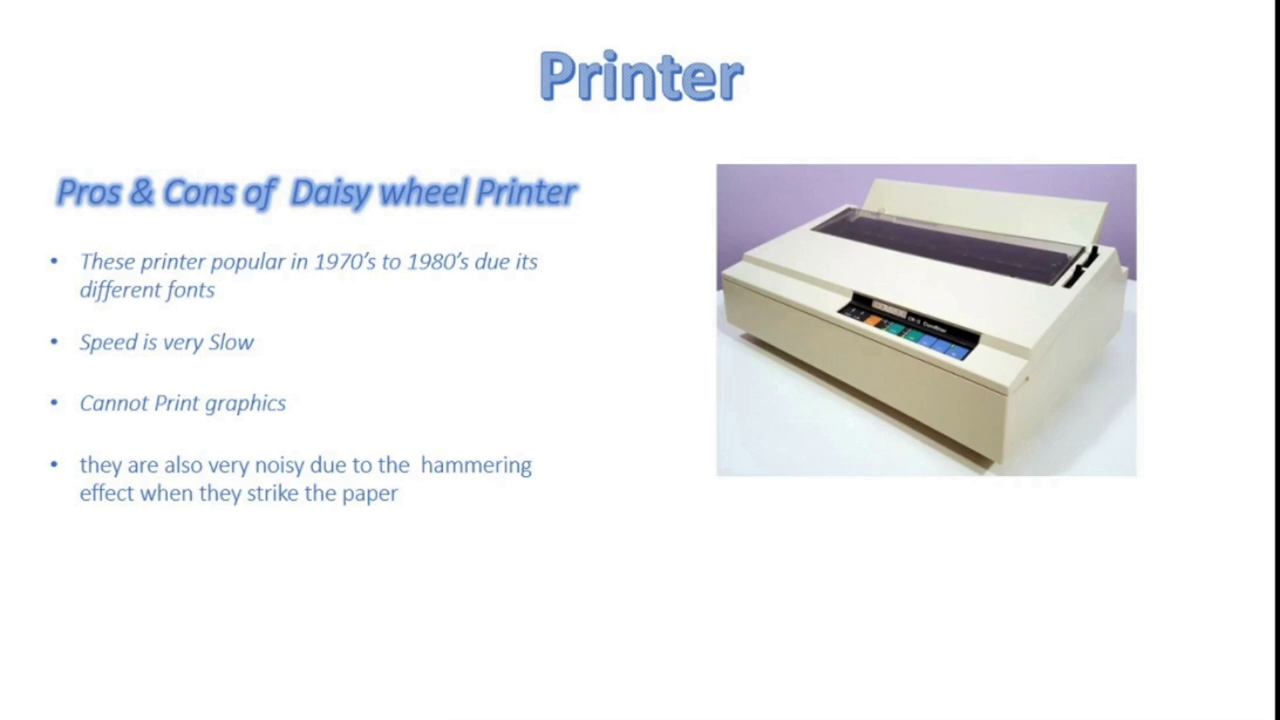 Printer
Pros & Cons of Daisy wheel Printer
• These printer popular in 1970's to 1980's due its
different fonts
• Speed is very Slow
• Cannot Print graphics
• they are also very noisy due to the hammering
effect when they strike the paper